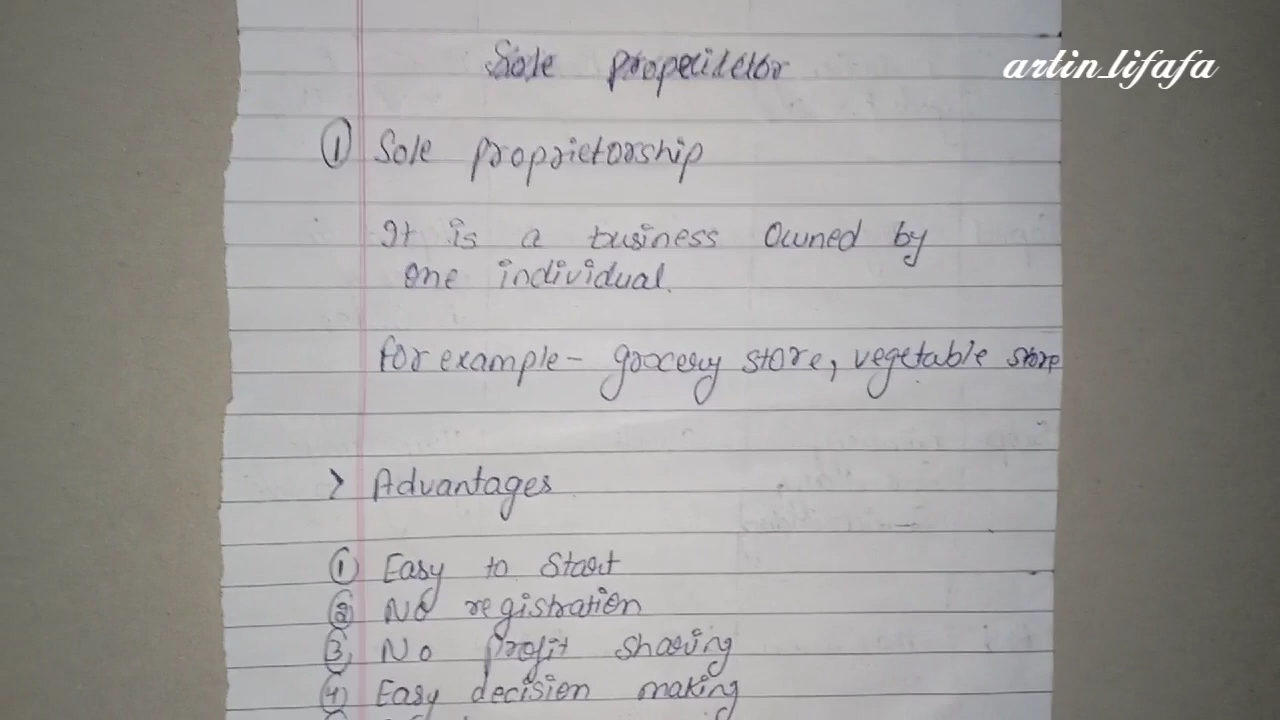 Sole
artin_lifafa
① Sole proprietorship
It is a business owned by
one individual.
for example - grocery store, vegetable store
> Advantages
① Easy to Start
② No registration
③ No profit sharing
④ Easy decision making